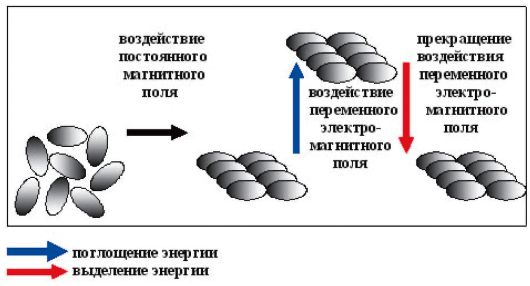 воздействие
постоянного
магнитного
поля
воздействие
переменного
электро-
магнитного
поля
прекращение
воздействия
переменного
электро-
магнитного
поля
поглощение энергии
выделение энергии